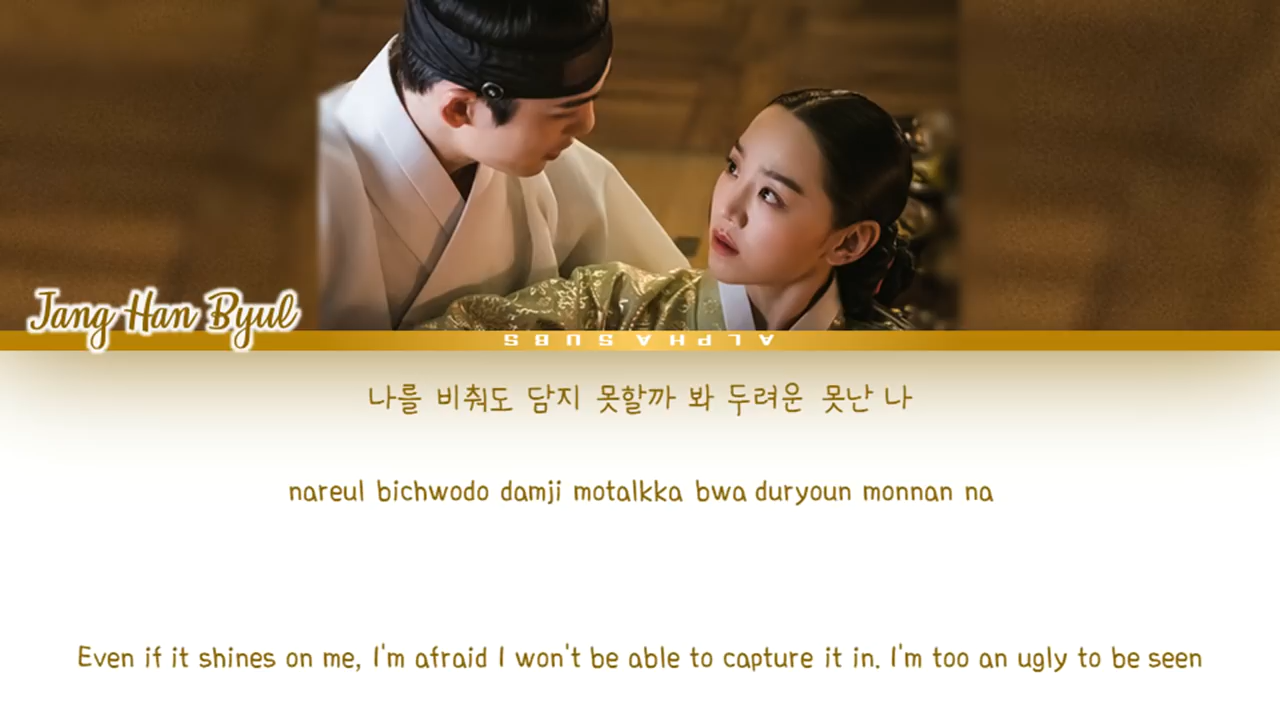 Jang Han Byul
ALPHA SUBS
나를 비춰도 담지 못할까 봐 두려운 못난 나
nareul bichwodo damji motalkka bwa duryoun monnan na
Even if it shines on me, I'm afraid I won't be able to capture it in. I'm too an ugly to be seen